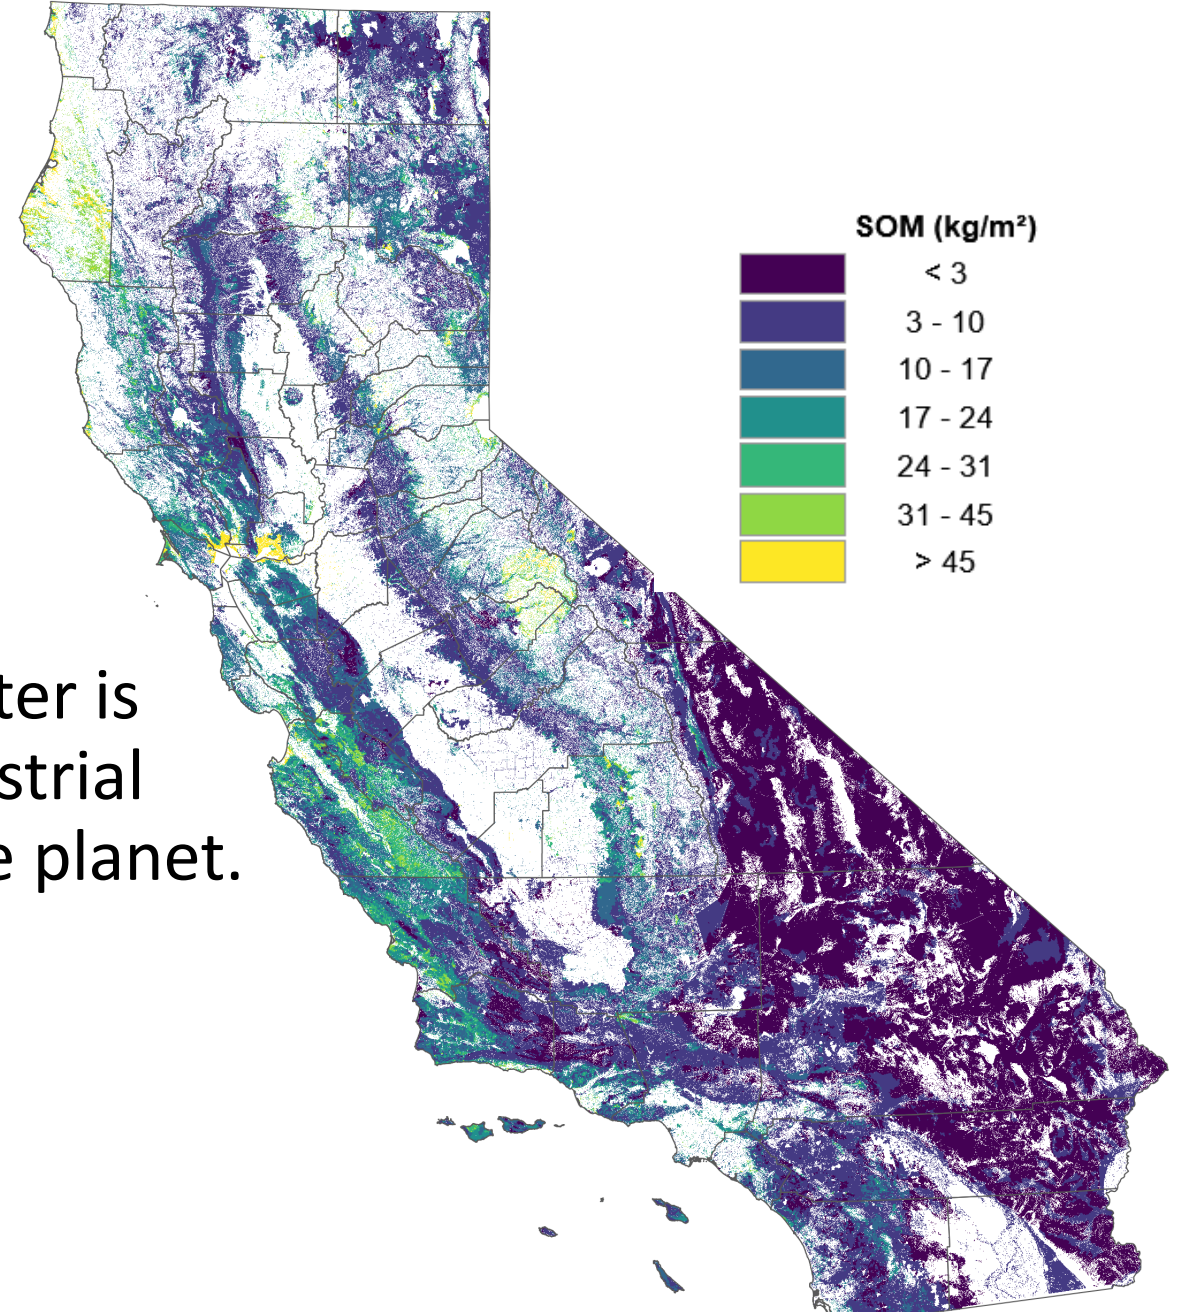 SOM (kg/m²)
< 3
3 - 10
10 - 17
17 - 24
24 - 31
31 - 45
> 45
ter is
strial
e planet.